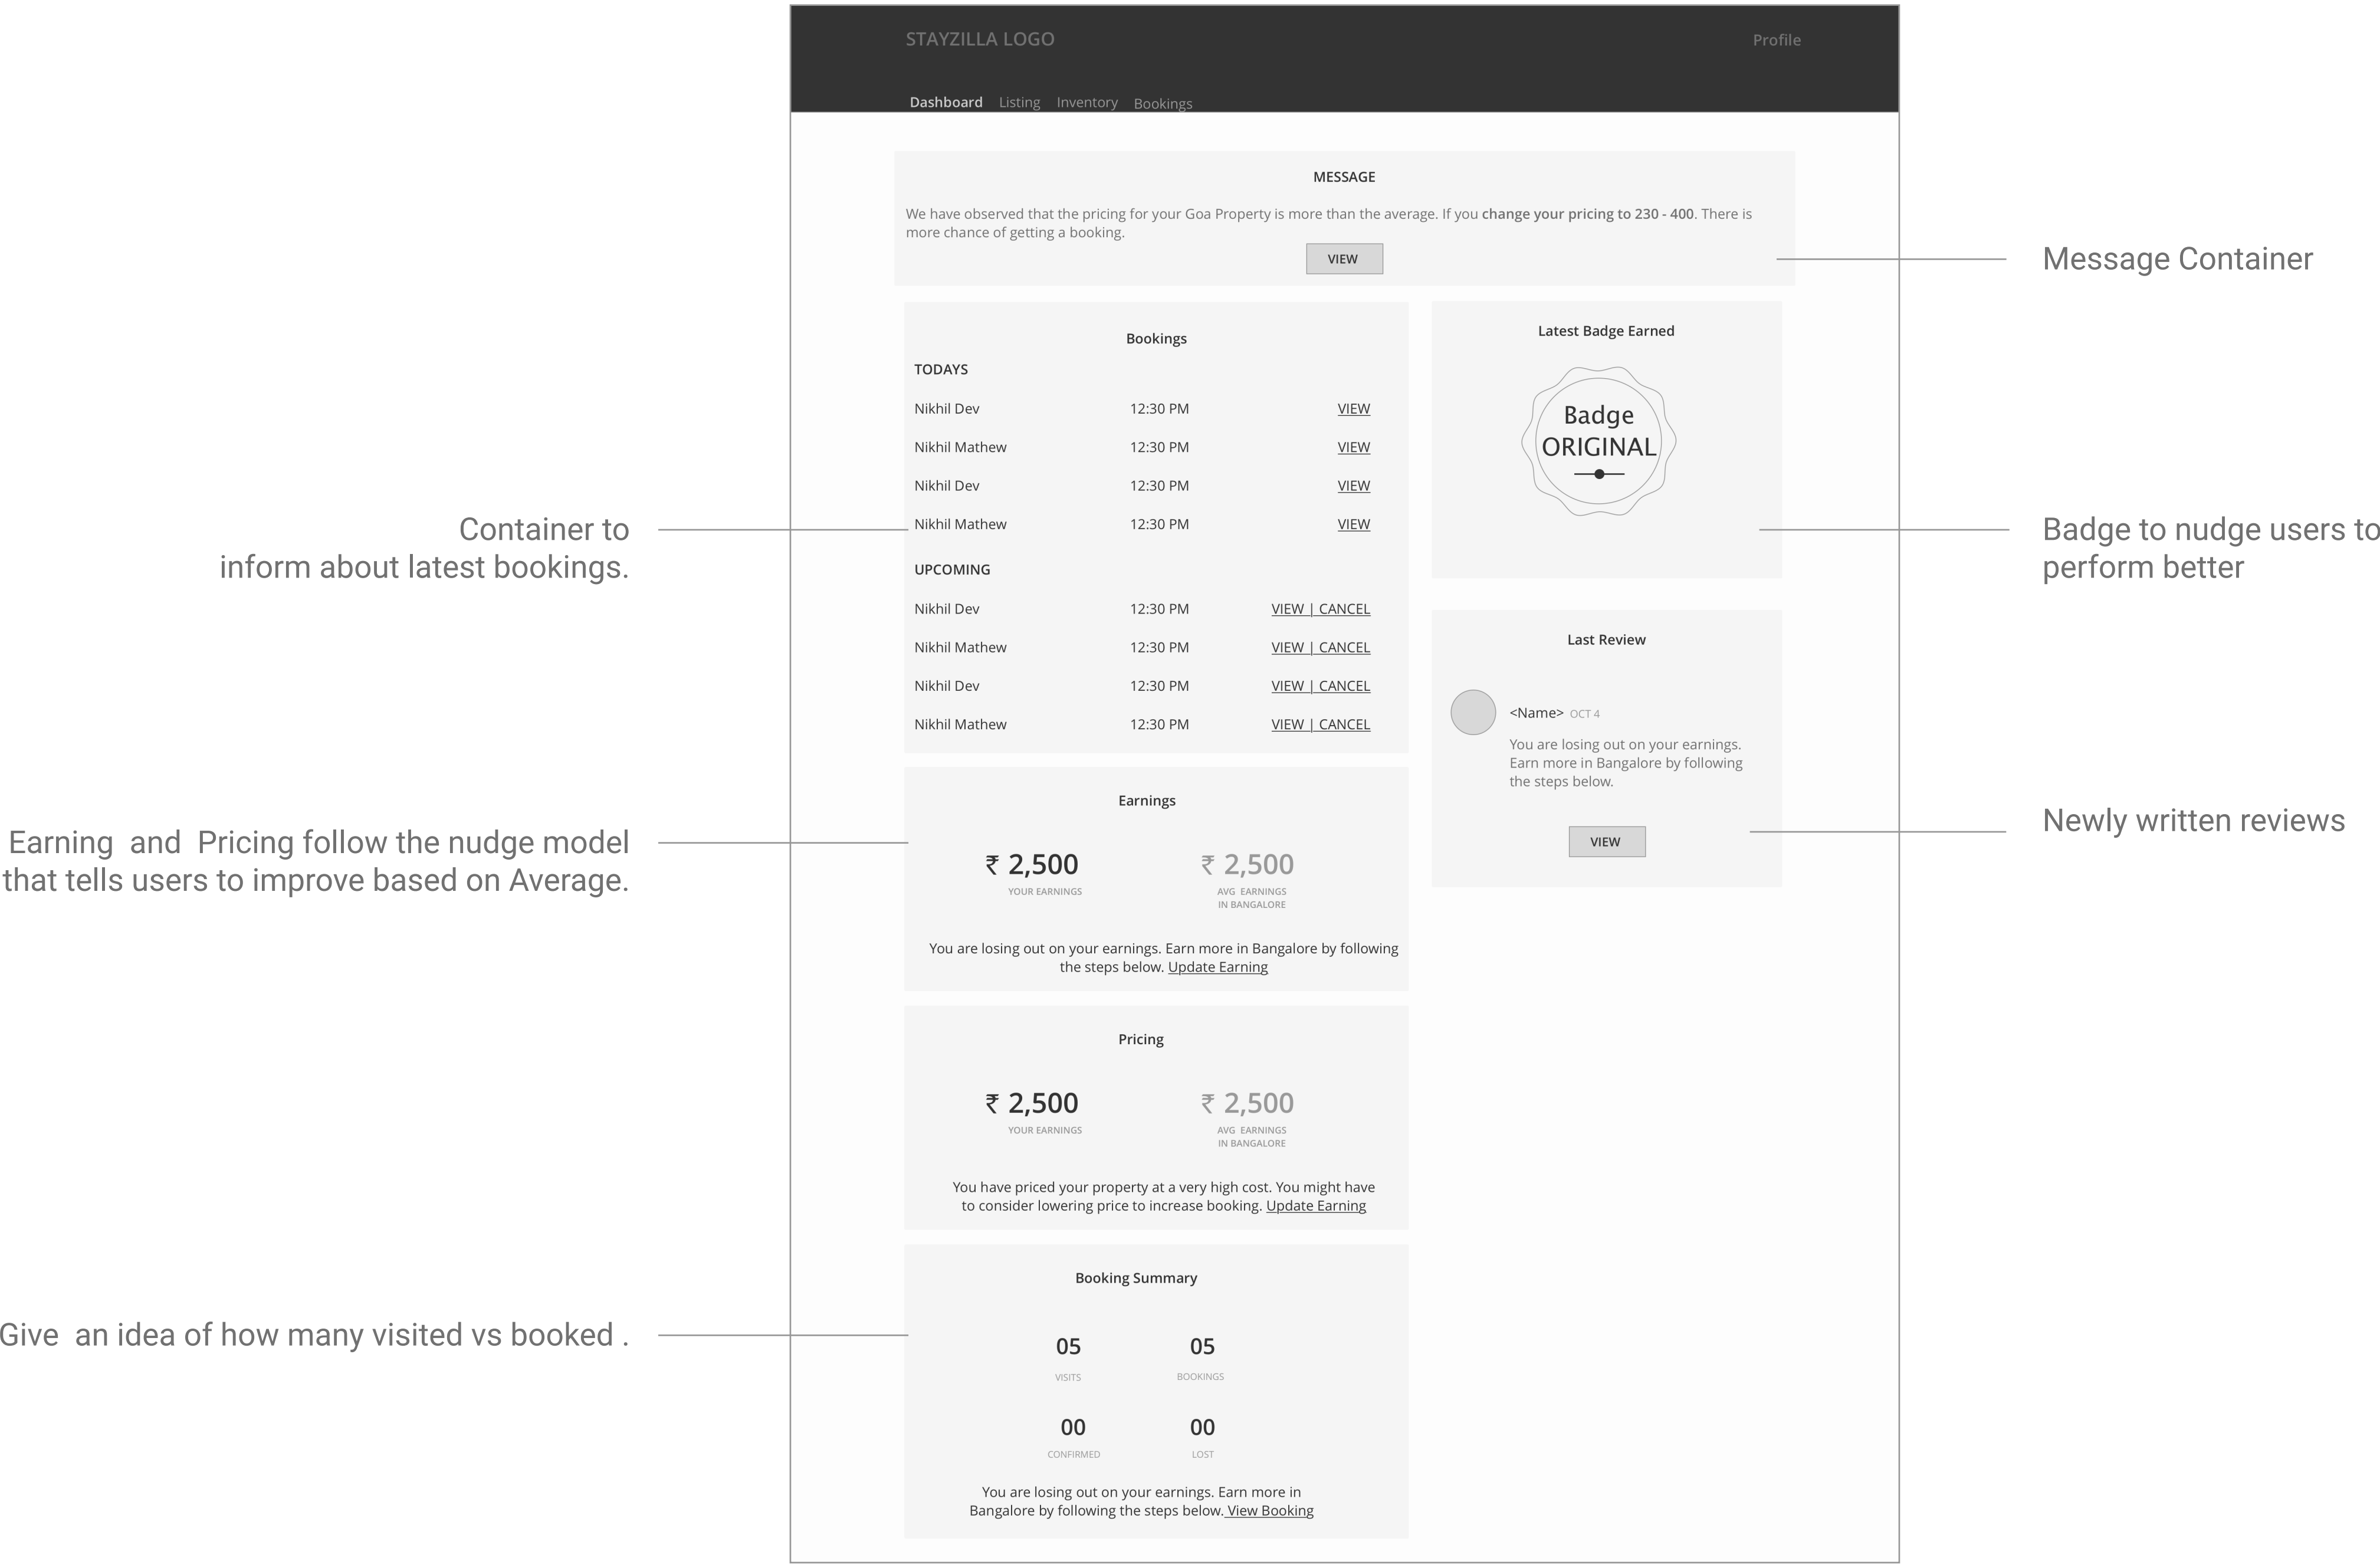 STAYZILLA LOGO
Profile
Dashboard Listing Inventory Bookings
MESSAGE
We have observed that the pricing for your Goa Property is more than the average. If you change your pricing to 230 - 400. There is
more chance of getting a booking.
VIEW
Message Container
Bookings
TODAYS
Nikhil Dev 12:30 PM VIEW
Nikhil Mathew 12:30 PM VIEW
Nikhil Dev 12:30 PM VIEW
Nikhil Mathew 12:30 PM VIEW
UPCOMING
Nikhil Dev 12:30 PM VIEW | CANCEL
Nikhil Mathew 12:30 PM VIEW | CANCEL
Nikhil Dev 12:30 PM VIEW | CANCEL
Nikhil Mathew 12:30 PM VIEW | CANCEL
Container to
inform about latest bookings.
Latest Badge Earned
Badge
ORIGINAL
Badge to nudge users to
perform better
Last Review
<Name> OCT 4
You are losing out on your earnings.
Earn more in Bangalore by following
the steps below.
VIEW
Newly written reviews
Earnings
₹ 2,500 ₹ 2,500
YOUR EARNINGS AVG EARNINGS
IN BANGALORE
You are losing out on your earnings. Earn more in Bangalore by following
the steps below. Update Earning
Earning and Pricing follow the nudge model
that tells users to improve based on Average.
Pricing
₹ 2,500 ₹ 2,500
YOUR EARNINGS AVG EARNINGS
IN BANGALORE
You have priced your property at a very high cost. You might have
to consider lowering price to increase booking. Update Earning
Booking Summary
05 05
VISITS BOOKINGS
00 00
CONFIRMED LOST
You are losing out on your earnings. Earn more in
Bangalore by following the steps below. View Booking
Give an idea of how many visited vs booked .